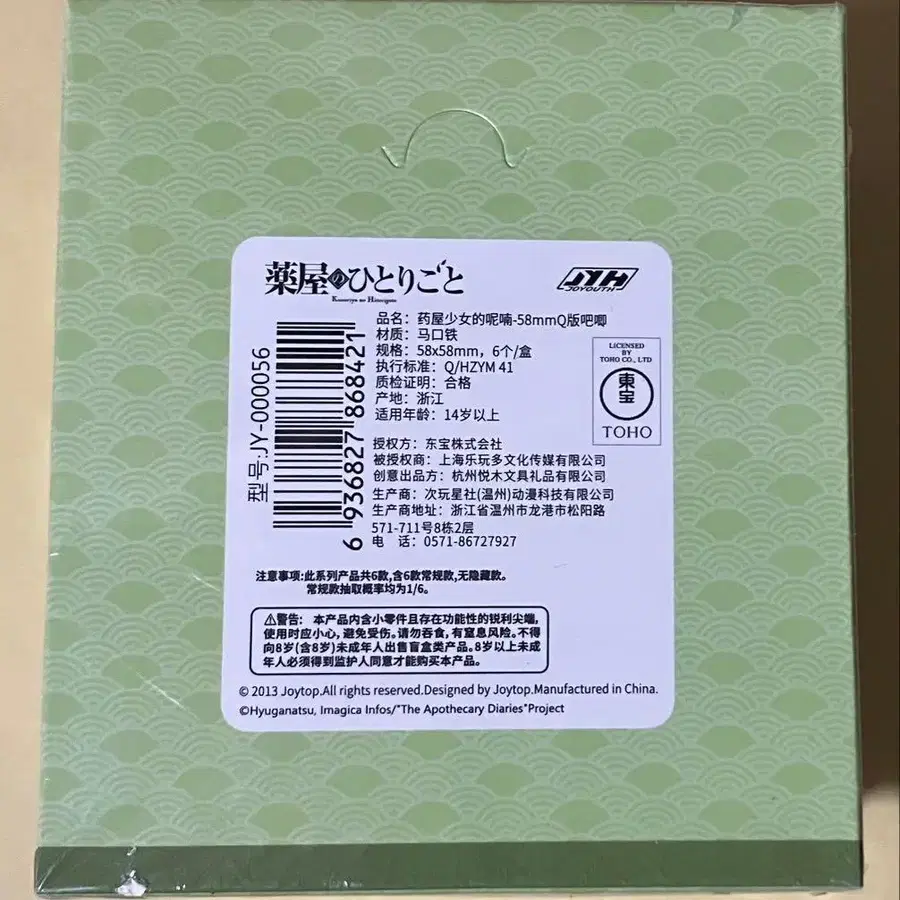 薬屋のひとりごと
Kusuriya no Hitorigoto
JYH
JOYOUTH
品名：药屋少女的呢喃-58mmQ版吧唧
材质：马口铁
规格：58x58mm，6个/盒
执行标准：Q/HZYM 41
质检证明：合格
产地：浙江
适用年龄：14岁以上
LICENSED
BY
TOHO CO., LTD
東宝
TOHO
型号:JY-000056
6 936827 868421
授权方：东宝株式会社
被授权商：上海乐玩多文化传媒有限公司
创意出品方：杭州悦木文具礼品有限公司
生产商：次玩星社(温州)动漫科技有限公司
生产商地址：浙江省温州市龙港市松阳路
571-711号8栋2层
电　话：0571-86727927
注意事项:此系列产品共6款,含6款常规款,无隐藏款。
常规款抽取概率均为1/6。
⚠警告：本产品内含小零件且存在功能性的锐利尖端,
使用时应小心,避免受伤。请勿吞食,有窒息风险。不得
向8岁(含8岁)未成年人出售盲盒类产品。8岁以上未成
年人必须得到监护人同意才能购买本产品。
© 2013 Joytop.All rights reserved.Designed by Joytop.Manufactured in China.
©Hyuganatsu, Imagica Infos/"The Apothecary Diaries"Project